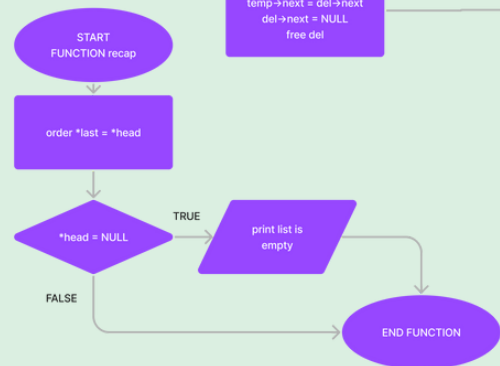 temp→next = del→next
del→next = NULL
free del
START
FUNCTION recap
order *last = *head
*head = NULL
TRUE
print list is
empty
FALSE
END FUNCTION